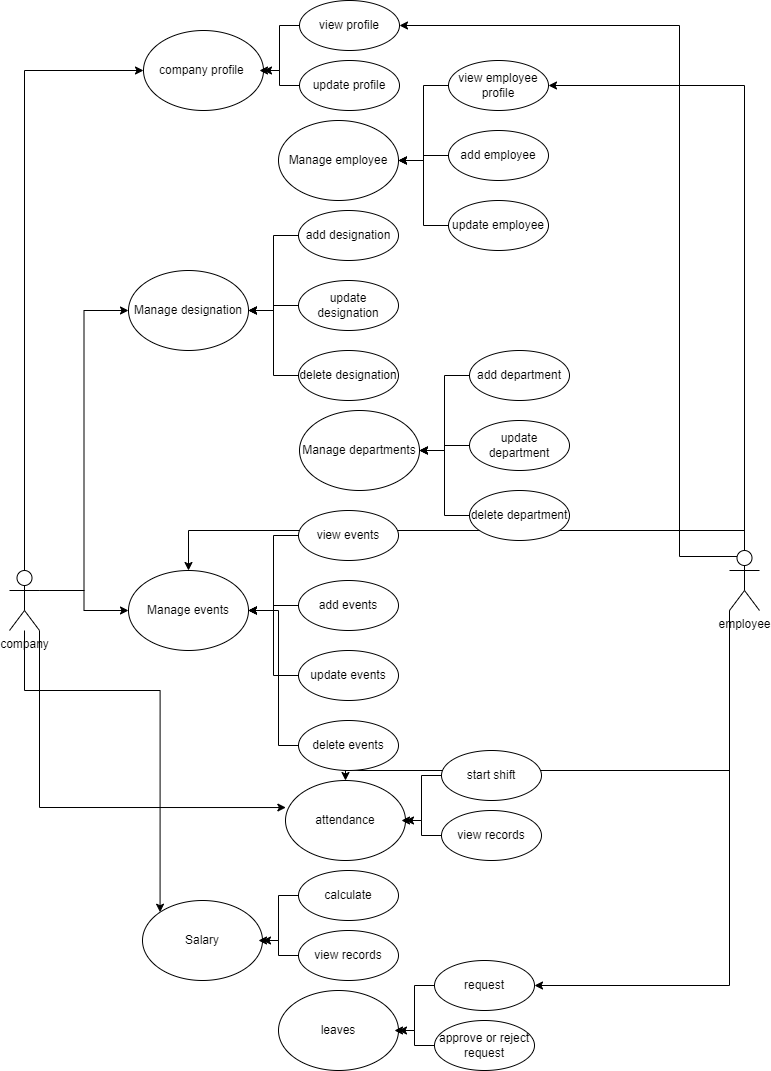 view profile
company profile
update profile
view employee
profile
Manage employee
add employee
update employee
add designation
Manage designation
update
designation
delete designation
add department
Manage departments
update
department
delete department
view events
Manage events
add events
company
employee
update events
delete events
start shift
attendance
view records
calculate
Salary
view records
request
leaves
approve or reject
request